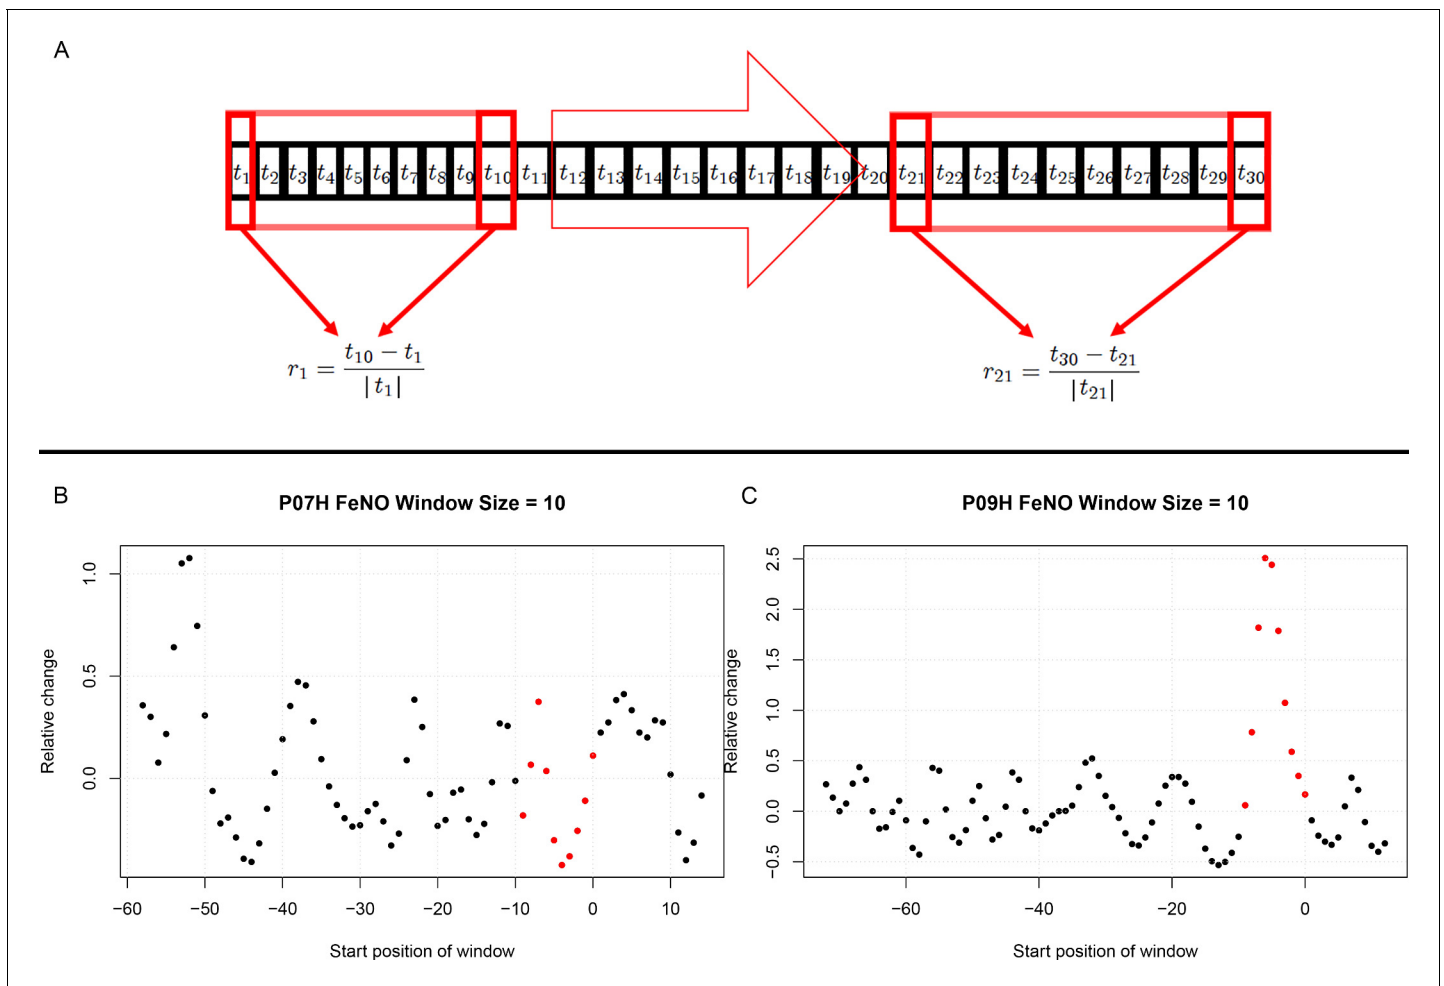 A
t1 t2 t3 t4 t5 t6 t7 t8 t9 t10 t11 t12 t13 t14 t15 t16 t17 t18 t19 t20 t21 t22 t23 t24 t25 t26 t27 t28 t29 t30
r1 = (t10 − t1) / |t1|
r21 = (t30 − t21) / |t21|
B
P07H FeNO Window Size = 10
Relative change
1.0
0.5
0.0
−60 −50 −40 −30 −20 −10 0 10
Start position of window
C
P09H FeNO Window Size = 10
Relative change
2.5
2.0
1.5
1.0
0.5
0.0
−0.5
−60 −40 −20 0
Start position of window